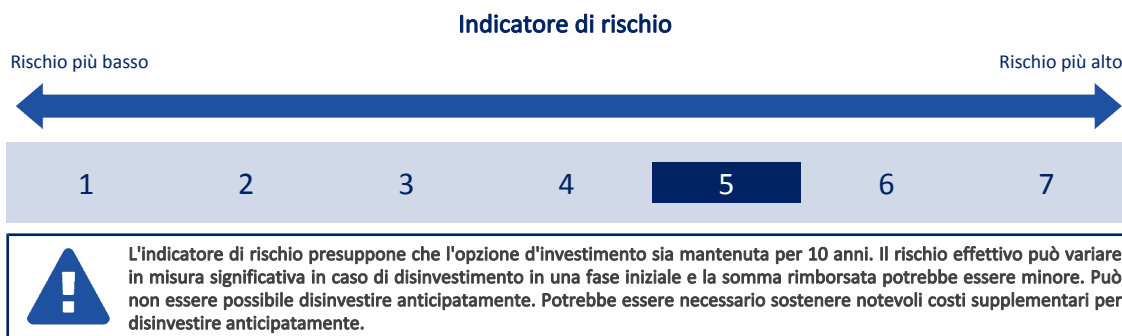 Indicatore di rischio
Rischio più basso
Rischio più alto
1 2 3 4 5 6 7
L'indicatore di rischio presuppone che l'opzione d'investimento sia mantenuta per 10 anni. Il rischio effettivo può variare
in misura significativa in caso di disinvestimento in una fase iniziale e la somma rimborsata potrebbe essere minore. Può
non essere possibile disinvestire anticipatamente. Potrebbe essere necessario sostenere notevoli costi supplementari per
disinvestire anticipatamente.